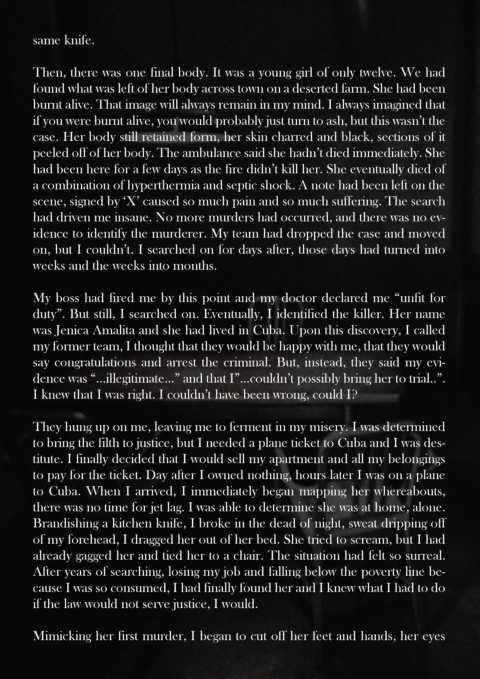 same knife.
Then, there was one final body. It was a young girl of only twelve. We had
found what was left of her body across town on a deserted farm. She had been
burnt alive. That image will always remain in my mind. I always imagined that
if you were burnt alive, you would probably just turn to ash, but this wasn't the
case. Her body still retained form, her skin charred and black, sections of it
peeled off of her body. The ambulance said she hadn't died immediately. She
had been here for a few days as the fire didn't kill her. She eventually died of
a combination of hyperthermia and septic shock. A note had been left on the
scene, signed by 'X' caused so much pain and so much suffering. The search
had driven me insane. No more murders had occurred, and there was no ev-
idence to identify the murderer. My team had dropped the case and moved
on, but I couldn't. I searched on for days after, those days had turned into
weeks and the weeks into months.
My boss had fired me by this point and my doctor declared me "unfit for
duty". But still, I searched on. Eventually, I identified the killer. Her name
was Jenica Amalita and she had lived in Cuba. Upon this discovery, I called
my former team, I thought that they would be happy with me, that they would
say congratulations and arrest the criminal. But, instead, they said my evi-
dence was "...illegitimate..." and that I"...couldn't possibly bring her to trial..".
I knew that I was right. I couldn't have been wrong, could I?
They hung up on me, leaving me to ferment in my misery. I was determined
to bring the filth to justice, but I needed a plane ticket to Cuba and I was des-
titute. I finally decided that I would sell my apartment and all my belongings
to pay for the ticket. Day after I owned nothing, hours later I was on a plane
to Cuba. When I arrived, I immediately began mapping her whereabouts,
there was no time for jet lag. I was able to determine she was at home, alone.
Brandishing a kitchen knife, I broke in the dead of night, sweat dripping off
of my forehead, I dragged her out of her bed. She tried to scream, but I had
already gagged her and tied her to a chair. The situation had felt so surreal.
After years of searching, losing my job and falling below the poverty line be-
cause I was so consumed, I had finally found her and I knew what I had to do
if the law would not serve justice, I would.
Mimicking her first murder, I began to cut off her feet and hands, her eyes